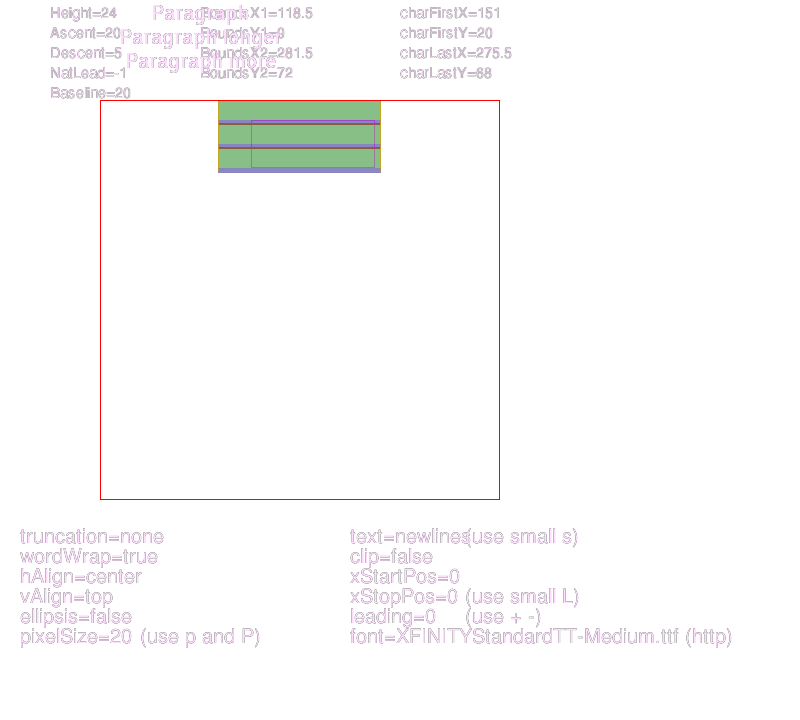 Height=24
Ascent=20
Descent=5
NatLead=-1
Baseline=20
Paragraph
Paragraph longer
Paragraph more
BoundsX1=118.5
BoundsY1=0
BoundsX2=281.5
BoundsY2=72
charFirstX=151
charFirstY=20
charLastX=275.5
charLastY=68
truncation=none
wordWrap=true
hAlign=center
vAlign=top
ellipsis=false
pixelSize=20 (use p and P)
text=newlines(use small s)
clip=false
xStartPos=0
xStopPos=0 (use small L)
leading=0 (use + -)
font=XFINITYStandardTT-Medium.ttf (http)